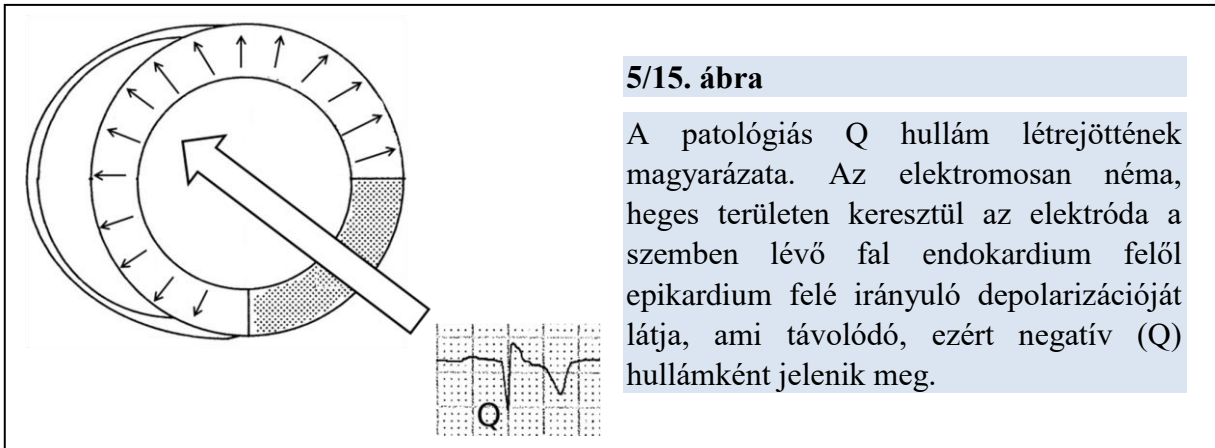 5/15. ábra
A patológiás Q hullám létrejöttének
magyarázata. Az elektromosan néma,
heges területen keresztül az elektróda a
szemben lévő fal endokardium felől
epikardium felé irányuló depolarizációját
látja, ami távolódó, ezért negatív (Q)
hullámként jelenik meg.
Q